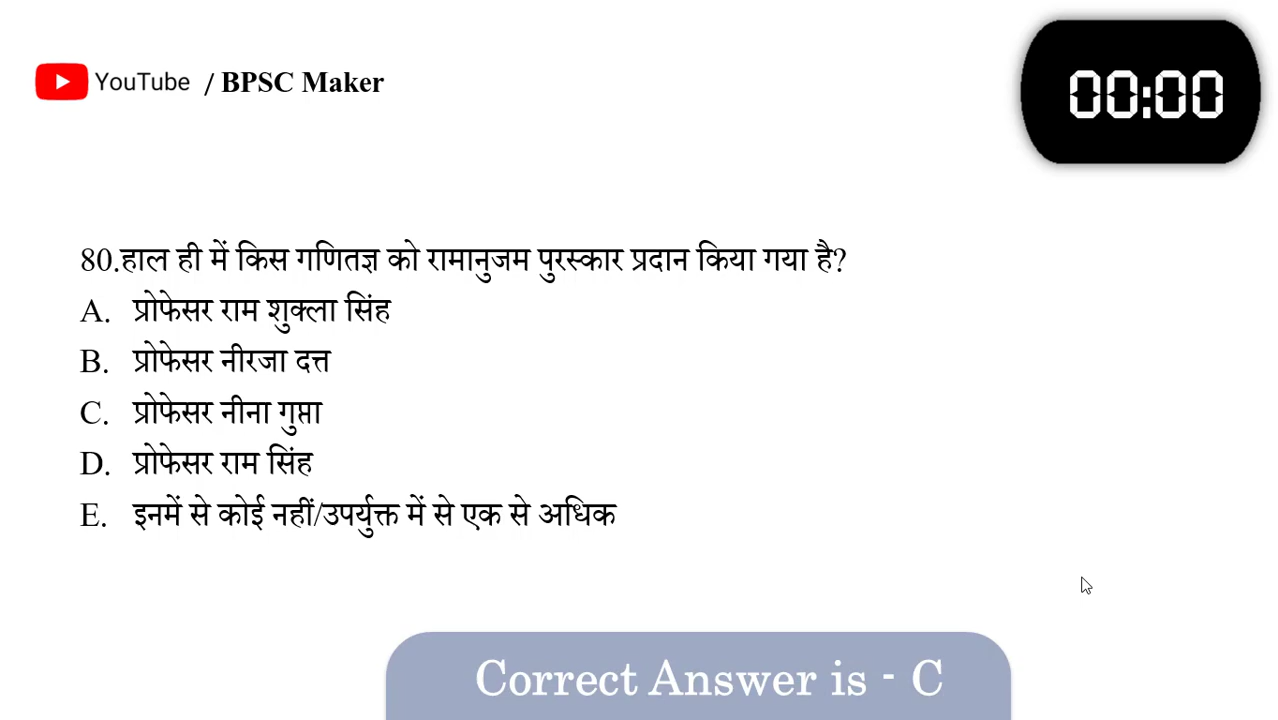 YouTube / BPSC Maker
00:00
80.हाल ही में किस गणितज्ञ को रामानुजम पुरस्कार प्रदान किया गया है?
A. प्रोफेसर राम शुक्ला सिंह
B. प्रोफेसर नीरजा दत्त
C. प्रोफेसर नीना गुप्ता
D. प्रोफेसर राम सिंह
E. इनमें से कोई नहीं/उपर्युक्त में से एक से अधिक
Correct Answer is - C